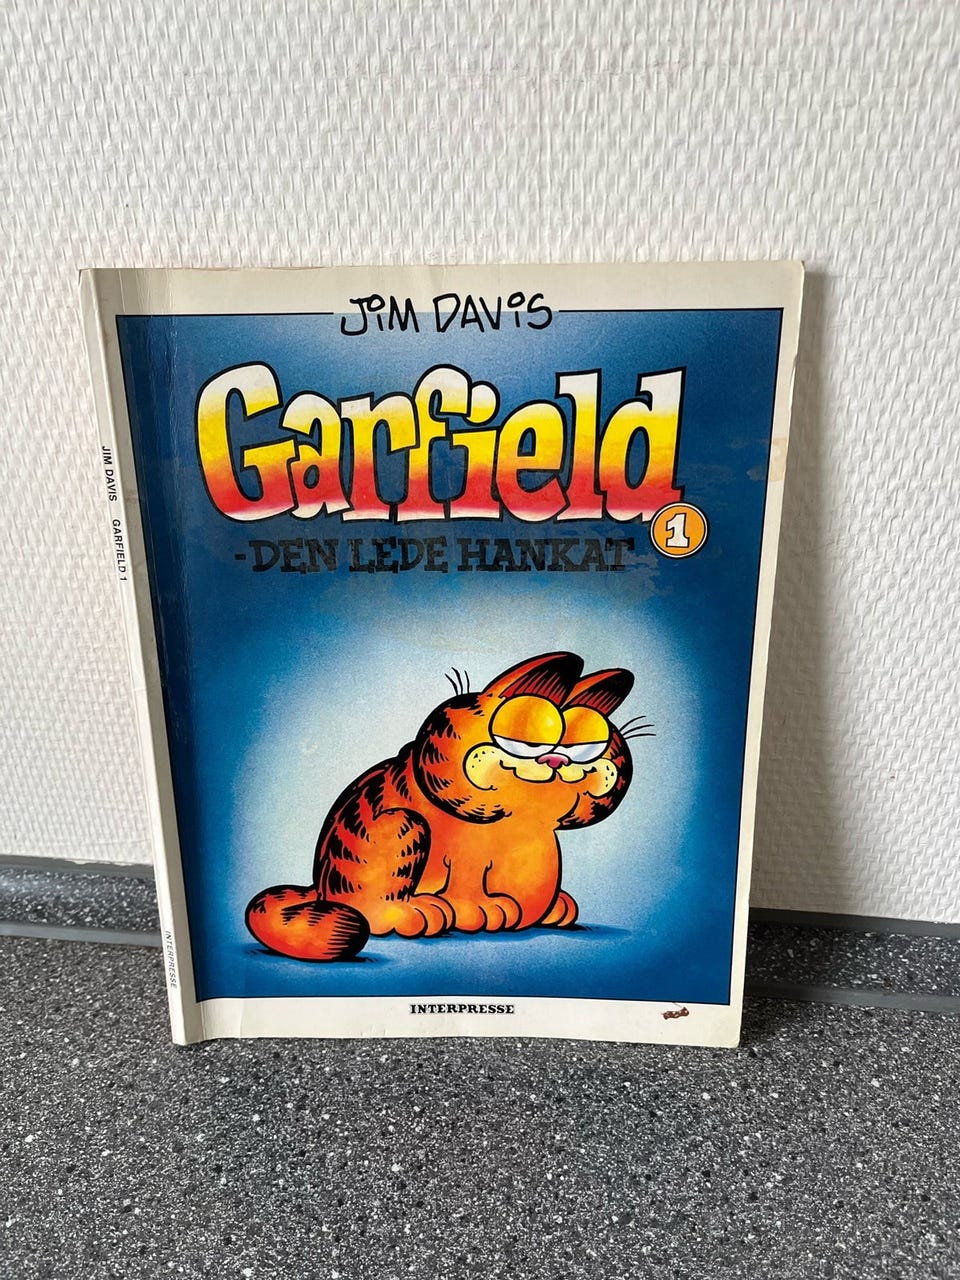 JIM DAVIS
Garfield
1
-DEN LEDE HANKAT
INTERPRESSE
JIM DAVIS GARFIELD 1
INTERPRESSE